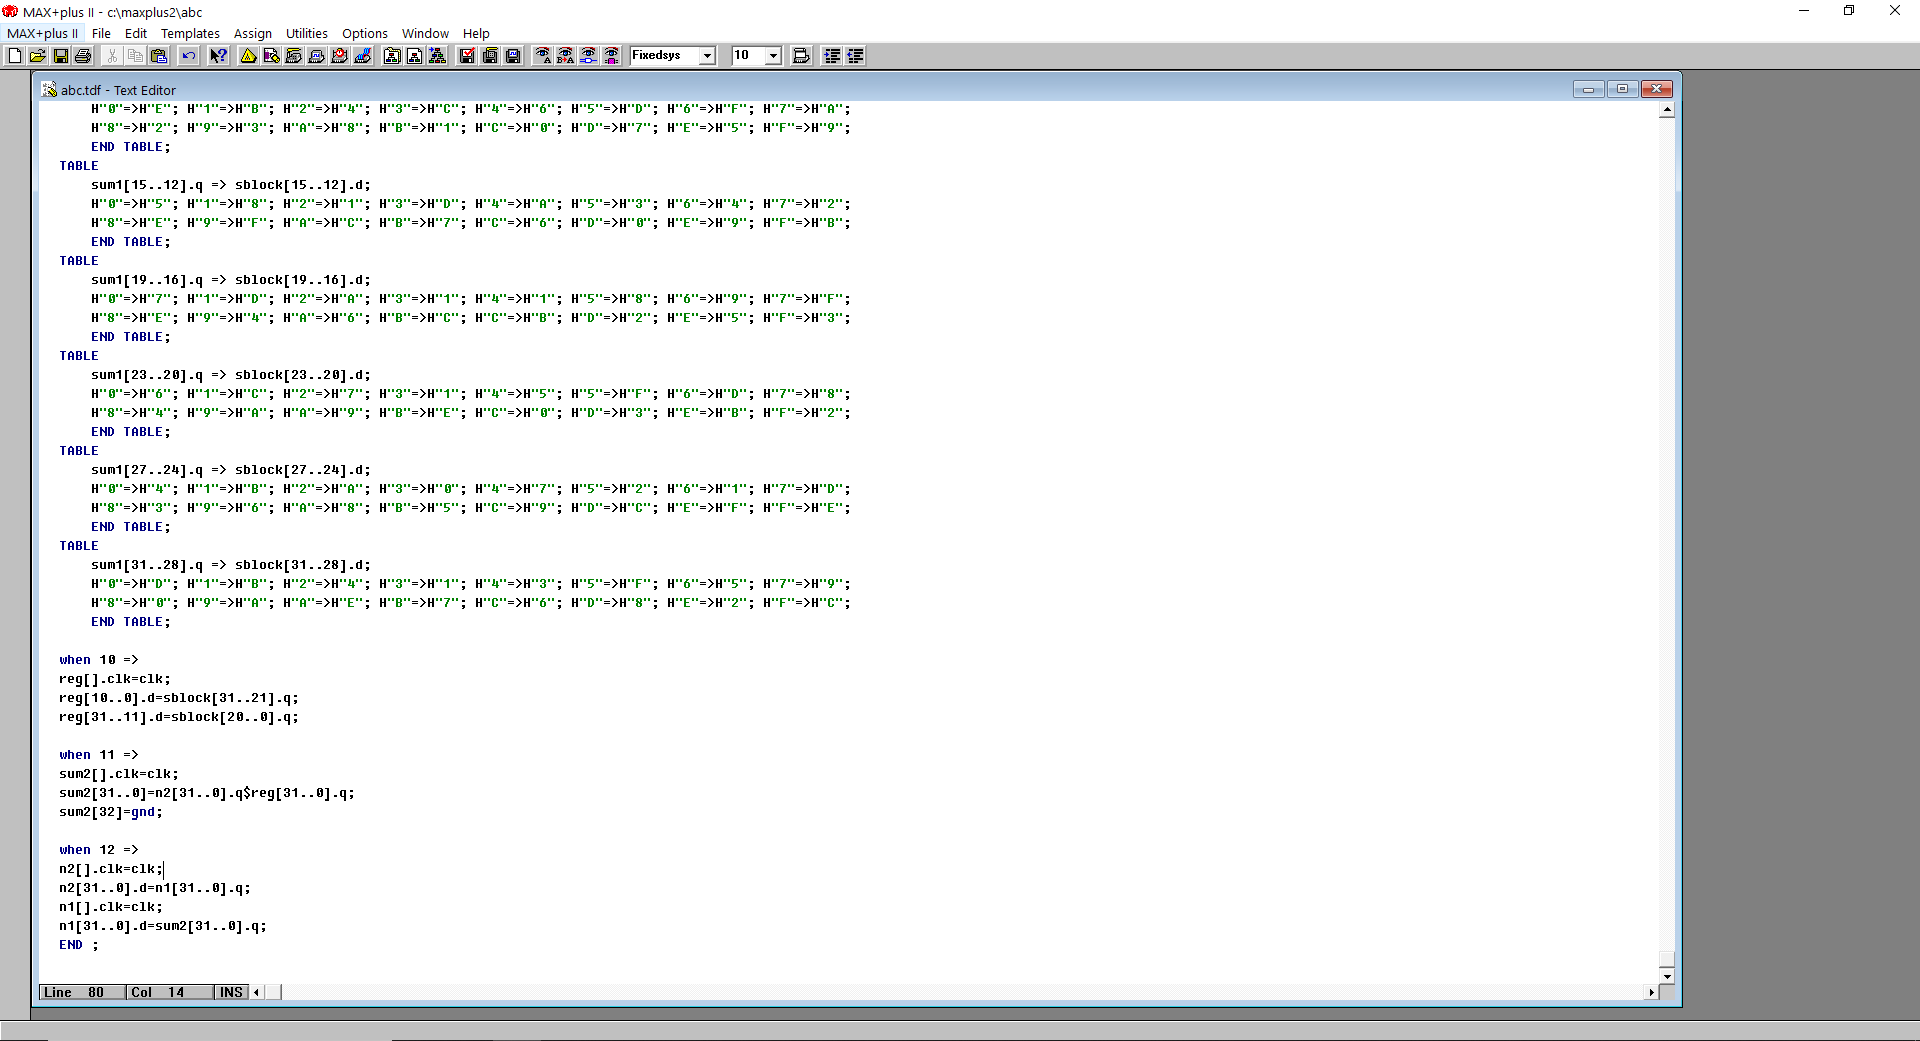 MAX+plus II - c:\maxplus2\abc
MAX+plus II File Edit Templates Assign Utilities Options Window Help
Fixedsys 10
abc.tdf - Text Editor
H"0"=>H"E"; H"1"=>H"B"; H"2"=>H"4"; H"3"=>H"C"; H"4"=>H"6"; H"5"=>H"D"; H"6"=>H"F"; H"7"=>H"A";
H"8"=>H"2"; H"9"=>H"3"; H"A"=>H"8"; H"B"=>H"1"; H"C"=>H"0"; H"D"=>H"7"; H"E"=>H"5"; H"F"=>H"9";
END TABLE;
TABLE
sum1[15..12].q => sblock[15..12].d;
H"0"=>H"5"; H"1"=>H"8"; H"2"=>H"1"; H"3"=>H"D"; H"4"=>H"A"; H"5"=>H"3"; H"6"=>H"4"; H"7"=>H"2";
H"8"=>H"E"; H"9"=>H"F"; H"A"=>H"C"; H"B"=>H"7"; H"C"=>H"6"; H"D"=>H"0"; H"E"=>H"9"; H"F"=>H"B";
END TABLE;
TABLE
sum1[19..16].q => sblock[19..16].d;
H"0"=>H"7"; H"1"=>H"D"; H"2"=>H"A"; H"3"=>H"1"; H"4"=>H"1"; H"5"=>H"8"; H"6"=>H"9"; H"7"=>H"F";
H"8"=>H"E"; H"9"=>H"4"; H"A"=>H"6"; H"B"=>H"C"; H"C"=>H"B"; H"D"=>H"2"; H"E"=>H"5"; H"F"=>H"3";
END TABLE;
TABLE
sum1[23..20].q => sblock[23..20].d;
H"0"=>H"6"; H"1"=>H"C"; H"2"=>H"7"; H"3"=>H"1"; H"4"=>H"5"; H"5"=>H"F"; H"6"=>H"D"; H"7"=>H"8";
H"8"=>H"4"; H"9"=>H"A"; H"A"=>H"9"; H"B"=>H"E"; H"C"=>H"0"; H"D"=>H"3"; H"E"=>H"B"; H"F"=>H"2";
END TABLE;
TABLE
sum1[27..24].q => sblock[27..24].d;
H"0"=>H"4"; H"1"=>H"B"; H"2"=>H"A"; H"3"=>H"0"; H"4"=>H"7"; H"5"=>H"2"; H"6"=>H"1"; H"7"=>H"D";
H"8"=>H"3"; H"9"=>H"6"; H"A"=>H"8"; H"B"=>H"5"; H"C"=>H"9"; H"D"=>H"C"; H"E"=>H"F"; H"F"=>H"E";
END TABLE;
TABLE
sum1[31..28].q => sblock[31..28].d;
H"0"=>H"D"; H"1"=>H"B"; H"2"=>H"4"; H"3"=>H"1"; H"4"=>H"3"; H"5"=>H"F"; H"6"=>H"5"; H"7"=>H"9";
H"8"=>H"0"; H"9"=>H"A"; H"A"=>H"E"; H"B"=>H"7"; H"C"=>H"6"; H"D"=>H"8"; H"E"=>H"2"; H"F"=>H"C";
END TABLE;
when 10 =>
reg[].clk=clk;
reg[10..0].d=sblock[31..21].q;
reg[31..11].d=sblock[20..0].q;
when 11 =>
sum2[].clk=clk;
sum2[31..0]=n2[31..0].q$reg[31..0].q;
sum2[32]=gnd;
when 12 =>
n2[].clk=clk;
n2[31..0].d=n1[31..0].q;
n1[].clk=clk;
n1[31..0].d=sum2[31..0].q;
END ;
Line 80 Col 14 INS